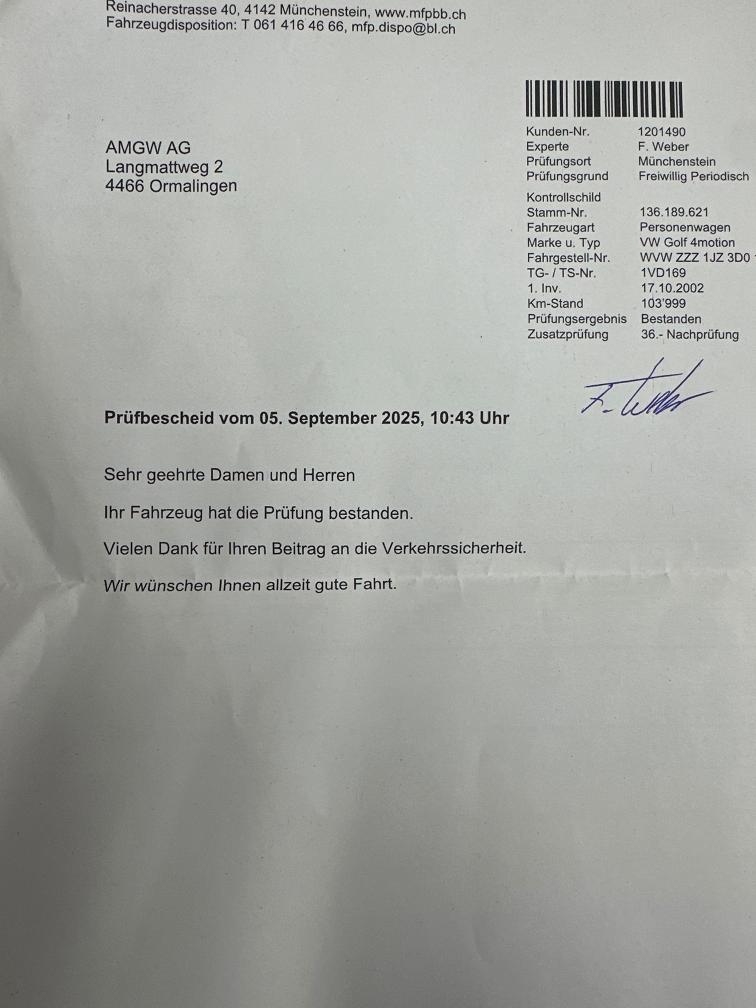 Reinacherstrasse 40, 4142 Münchenstein, www.mfpbb.ch
Fahrzeugdisposition: T 061 416 46 66, mfp.dispo@bl.ch
AMGW AG
Langmattweg 2
4466 Ormalingen
Kunden-Nr. 1201490
Experte F. Weber
Prüfungsort Münchenstein
Prüfungsgrund Freiwillig Periodisch
Kontrollschild
Stamm-Nr. 136.189.621
Fahrzeugart Personenwagen
Marke u. Typ VW Golf 4motion
Fahrgestell-Nr. WVW ZZZ 1JZ 3D0
TG- / TS-Nr. 1VD169
1. Inv. 17.10.2002
Km-Stand 103'999
Prüfungsergebnis Bestanden
Zusatzprüfung 36.- Nachprüfung
F. Weber
Prüfbescheid vom 05. September 2025, 10:43 Uhr
Sehr geehrte Damen und Herren
Ihr Fahrzeug hat die Prüfung bestanden.
Vielen Dank für Ihren Beitrag an die Verkehrssicherheit.
Wir wünschen Ihnen allzeit gute Fahrt.